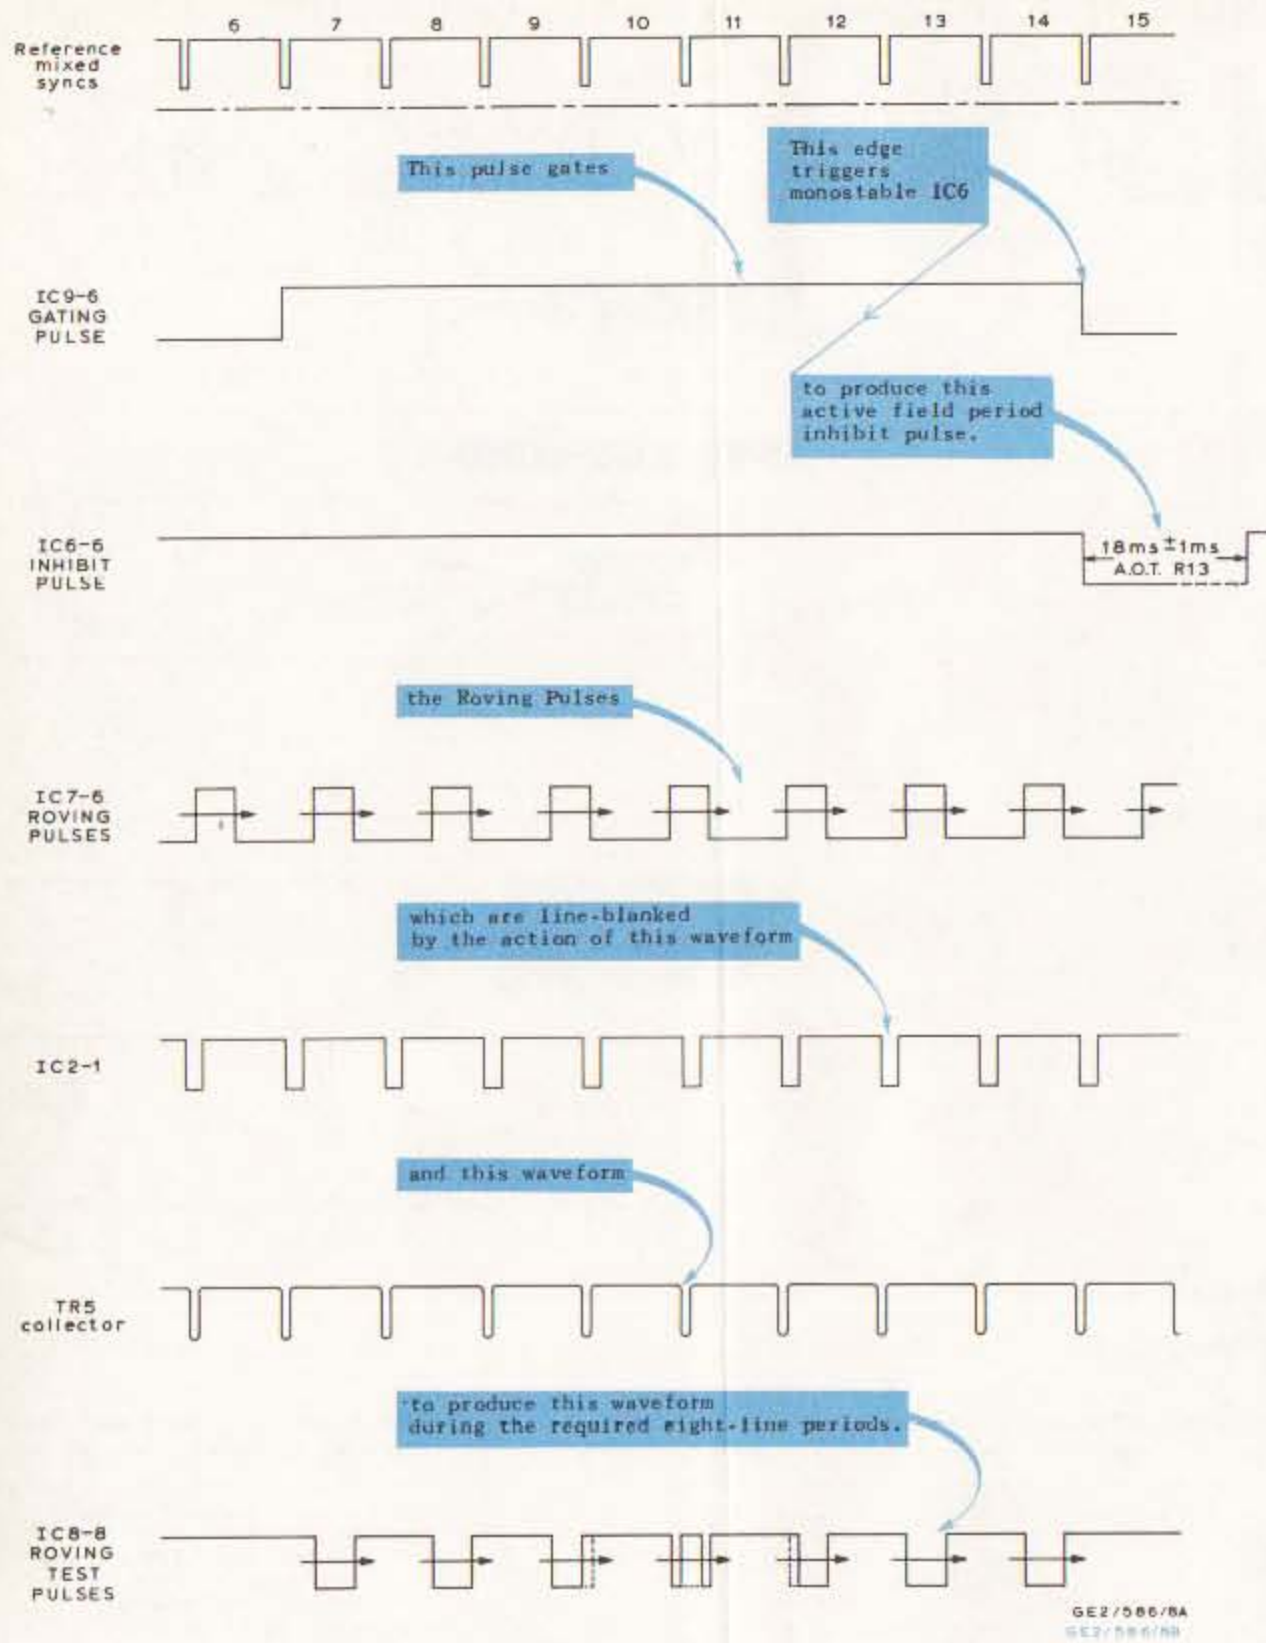 6 7 8 9 10 11 12 13 14 15
Reference
mixed
syncs
This pulse gates
This edge
triggers
monostable IC6
IC9-6
GATING
PULSE
to produce this
active field period
inhibit pulse.
IC6-6
INHIBIT
PULSE
18ms ±1ms
A.O.T. R13
the Roving Pulses
IC7-6
ROVING
PULSES
which are line-blanked
by the action of this waveform
IC2-1
and this waveform
TR5
collector
to produce this waveform
during the required eight-line periods.
IC8-8
ROVING
TEST
PULSES
GE2/586/8A
GE2/586/8B